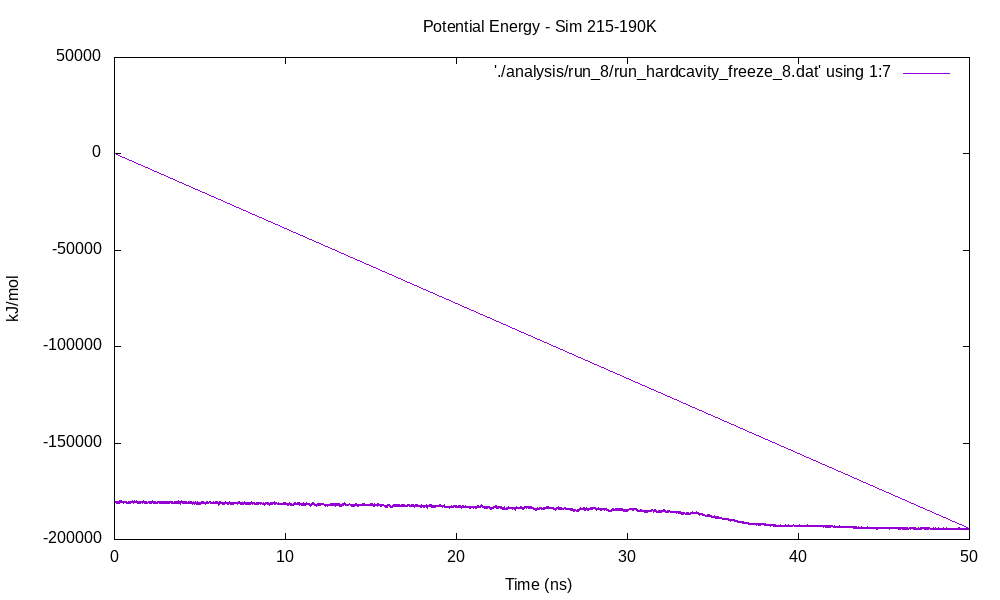 Potential Energy - Sim 215-190K
'./analysis/run_8/run_hardcavity_freeze_8.dat' using 1:7
50000
0
-50000
-100000
-150000
-200000
kJ/mol
0 10 20 30 40 50
Time (ns)